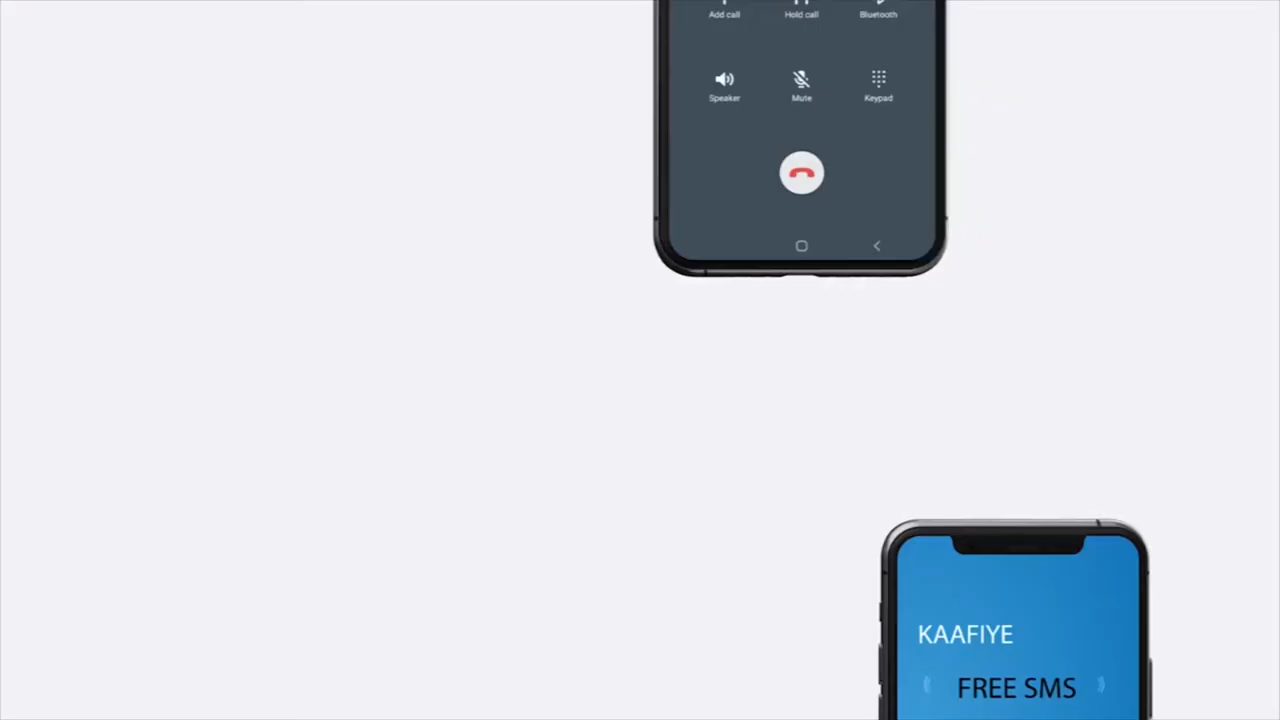 Add call Hold call Bluetooth
Speaker Mute Keypad
KAAFIYE
FREE SMS